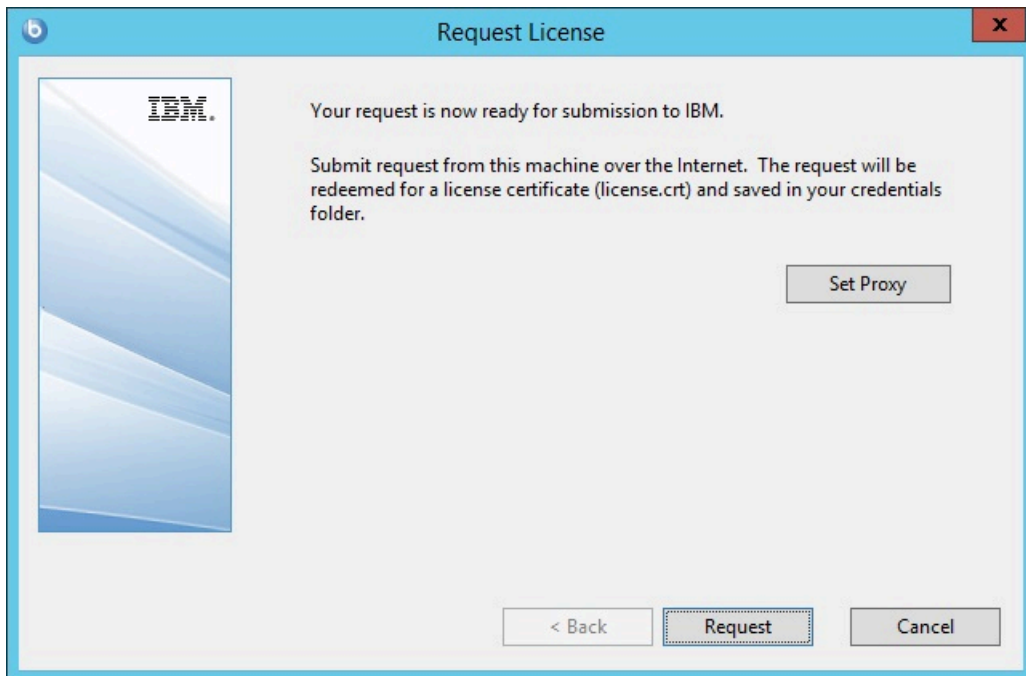 Request License
x
IBM.
Your request is now ready for submission to IBM.
Submit request from this machine over the Internet.  The request will be
redeemed for a license certificate (license.crt) and saved in your credentials
folder.
Set Proxy
< Back
Request
Cancel